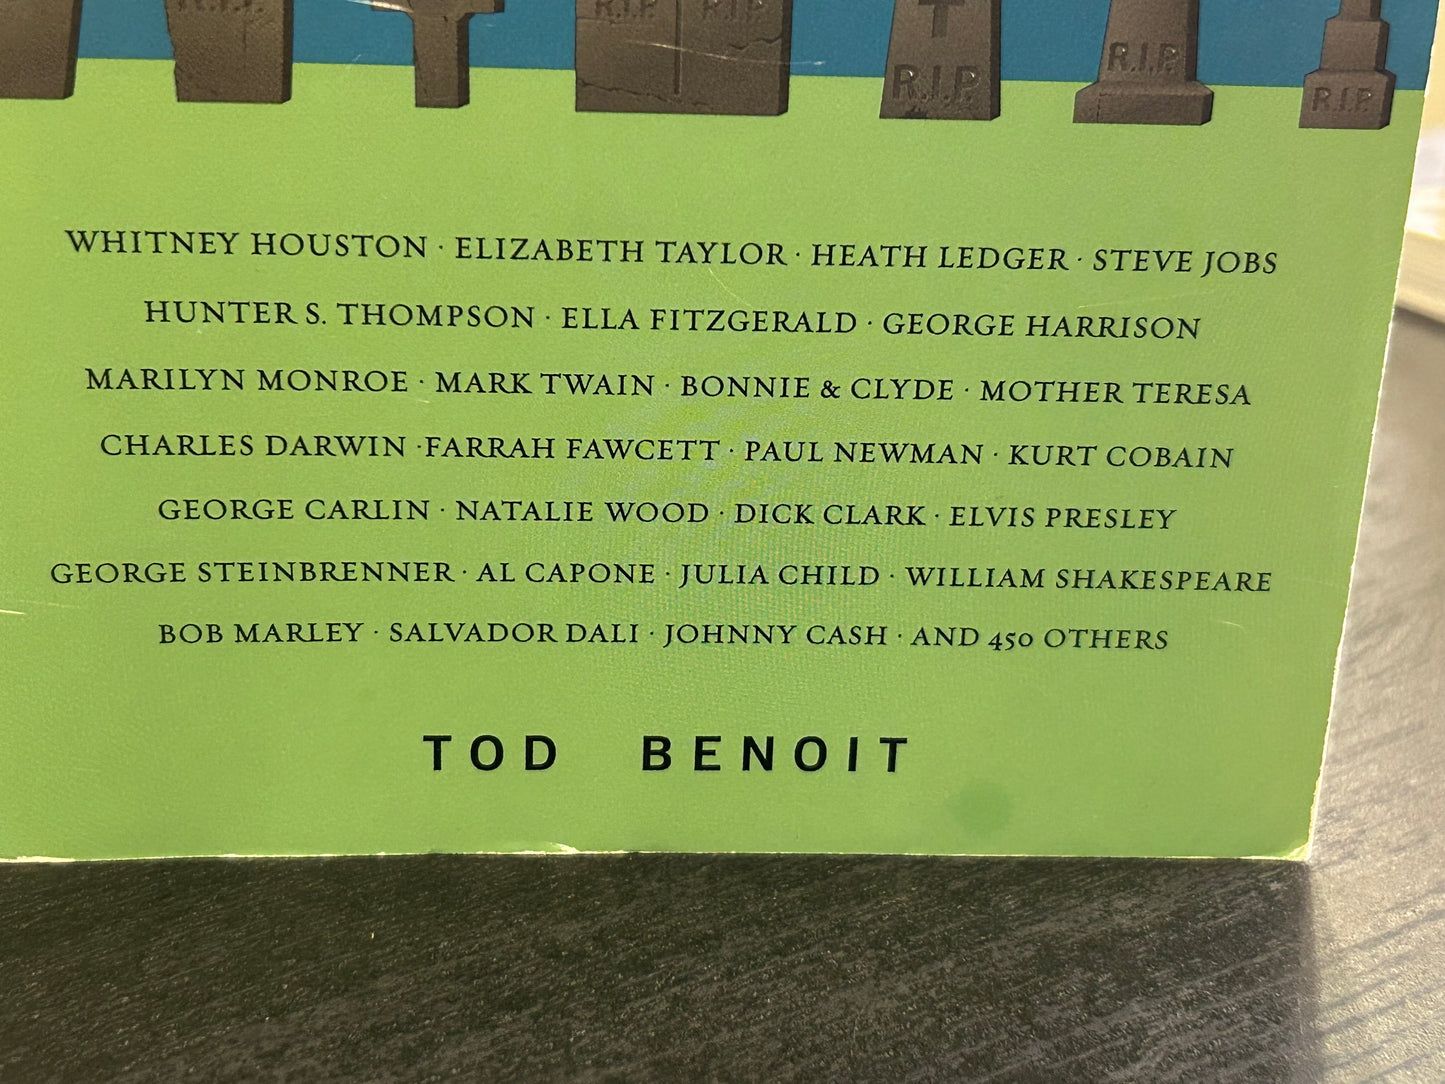 R.I.P.
R.I.P. R.I.P.
R.I.P.
R.I.P.
R.I.P.
WHITNEY HOUSTON · ELIZABETH TAYLOR · HEATH LEDGER · STEVE JOBS
HUNTER S. THOMPSON · ELLA FITZGERALD · GEORGE HARRISON
MARILYN MONROE · MARK TWAIN · BONNIE & CLYDE · MOTHER TERESA
CHARLES DARWIN · FARRAH FAWCETT · PAUL NEWMAN · KURT COBAIN
GEORGE CARLIN · NATALIE WOOD · DICK CLARK · ELVIS PRESLEY
GEORGE STEINBRENNER · AL CAPONE · JULIA CHILD · WILLIAM SHAKESPEARE
BOB MARLEY · SALVADOR DALI · JOHNNY CASH · AND 450 OTHERS
TOD BENOIT